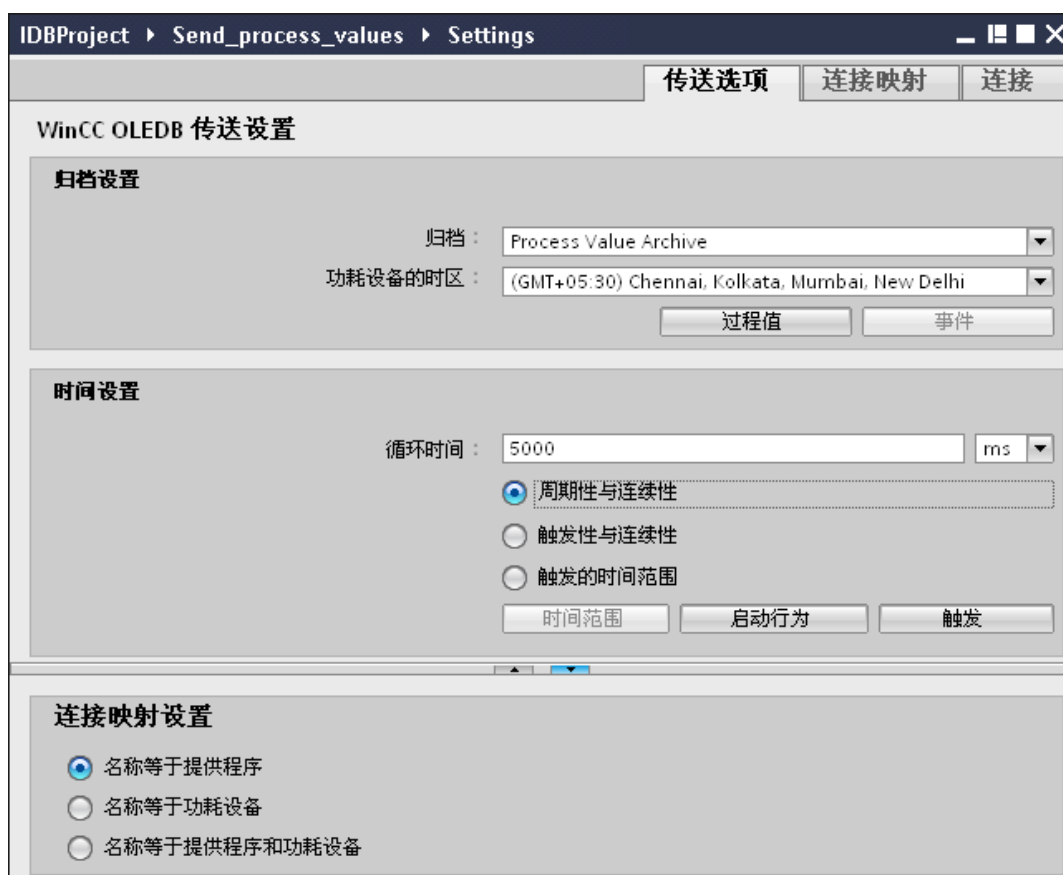 IDBProject ▸ Send_process_values ▸ Settings
传送选项 连接映射 连接
WinCC OLEDB 传送设置
归档设置
归档： Process Value Archive
功耗设备的时区： (GMT+05:30) Chennai, Kolkata, Mumbai, New Delhi
过程值 事件
时间设置
循环时间： 5000 ms
周期性与连续性
触发性与连续性
触发的时间范围
时间范围 启动行为 触发
连接映射设置
名称等于提供程序
名称等于功耗设备
名称等于提供程序和功耗设备